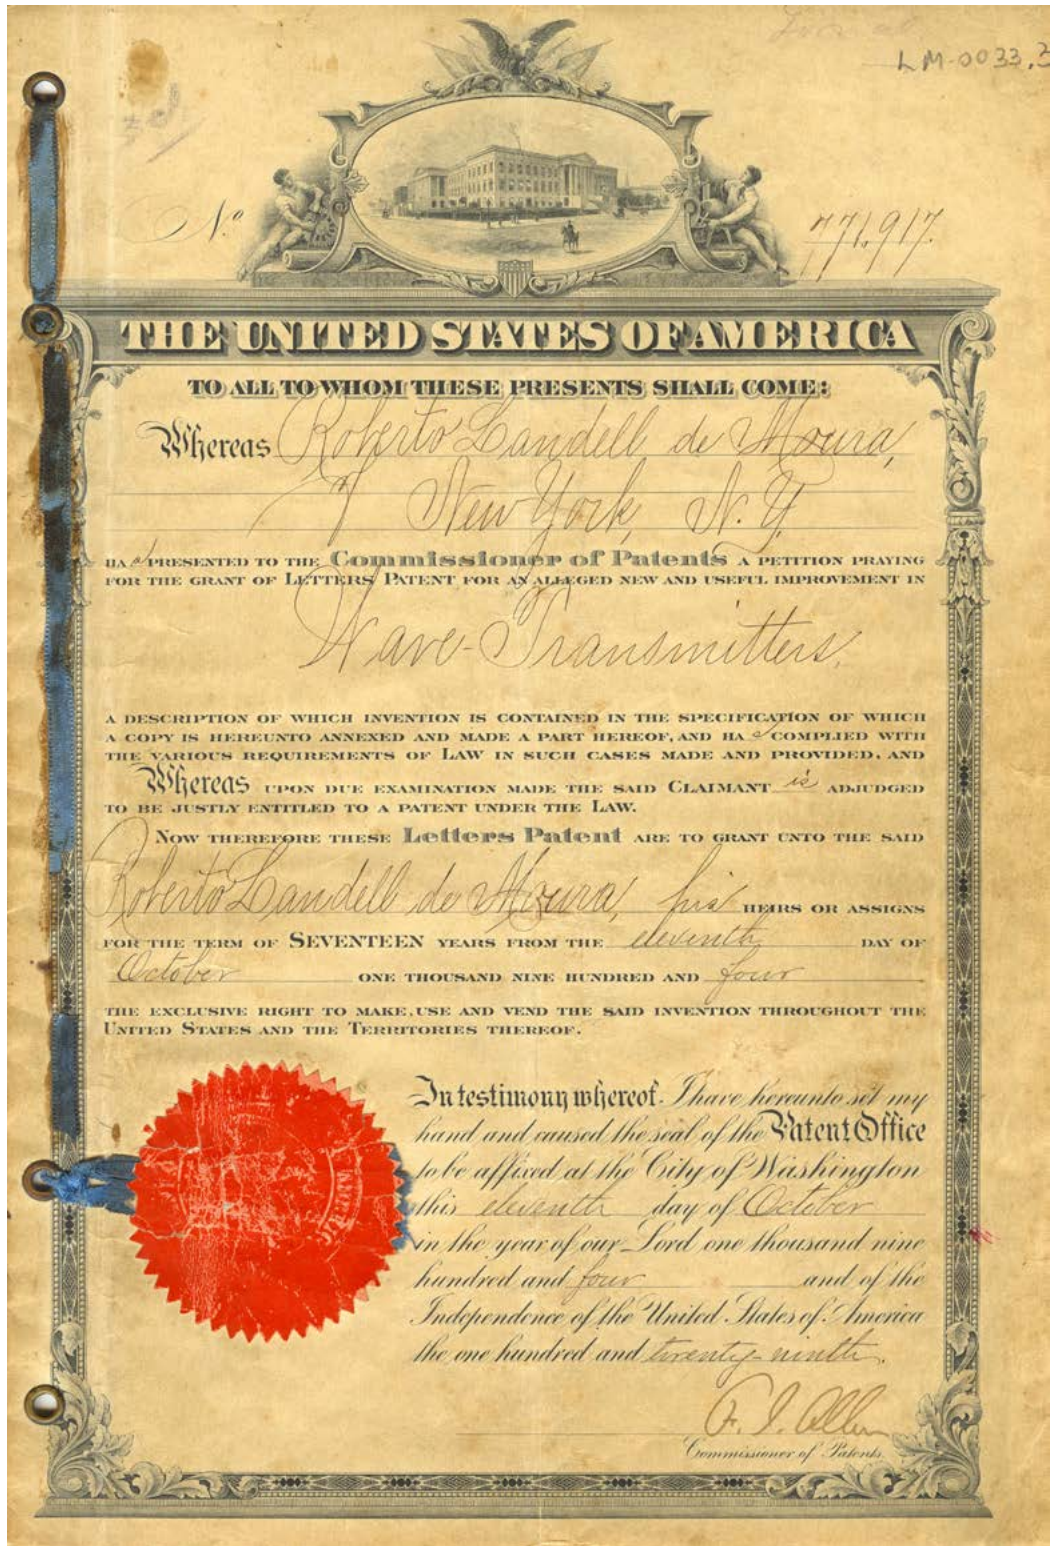 LM-0033.
No
771,917.
THE UNITED STATES OF AMERICA
TO ALL TO WHOM THESE PRESENTS SHALL COME:
Whereas Roberto Landell de Moura,
of New York, N.Y.
HAs PRESENTED TO THE Commissioner of Patents A PETITION PRAYING
FOR THE GRANT OF LETTERS PATENT FOR AN ALLEGED NEW AND USEFUL IMPROVEMENT IN
Wave-Transmitters.
A DESCRIPTION OF WHICH INVENTION IS CONTAINED IN THE SPECIFICATION OF WHICH
A COPY IS HEREUNTO ANNEXED AND MADE A PART HEREOF, AND HAs COMPLIED WITH
THE VARIOUS REQUIREMENTS OF LAW IN SUCH CASES MADE AND PROVIDED, AND
Whereas UPON DUE EXAMINATION MADE THE SAID CLAIMANT is ADJUDGED
TO BE JUSTLY ENTITLED TO A PATENT UNDER THE LAW.
NOW THEREFORE THESE Letters Patent ARE TO GRANT UNTO THE SAID
Roberto Landell de Moura, his HEIRS OR ASSIGNS
FOR THE TERM OF SEVENTEEN YEARS FROM THE eleventh DAY OF
October ONE THOUSAND NINE HUNDRED AND four
THE EXCLUSIVE RIGHT TO MAKE, USE AND VEND THE SAID INVENTION THROUGHOUT THE
UNITED STATES AND THE TERRITORIES THEREOF.
In testimony whereof I have hereunto set my
hand and caused the seal of the Patent Office
to be affixed at the City of Washington
this eleventh day of October
in the year of our Lord one thousand nine
hundred and four and of the
Independence of the United States of America
the one hundred and twenty-ninth.
F. I. Allen
Commissioner of Patents.